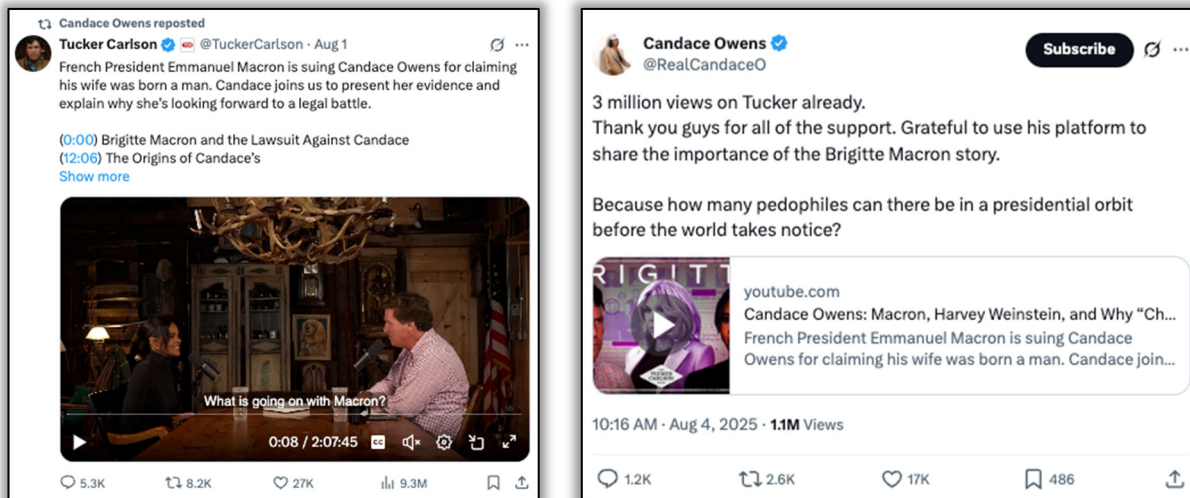 Candace Owens reposted
Tucker Carlson @TuckerCarlson · Aug 1
French President Emmanuel Macron is suing Candace Owens for claiming
his wife was born a man. Candace joins us to present her evidence and
explain why she's looking forward to a legal battle.
(0:00) Brigitte Macron and the Lawsuit Against Candace
(12:06) The Origins of Candace's
Show more
What is going on with Macron?
0:08 / 2:07:45 CC
5.3K 8.2K 27K 9.3M
Candace Owens
@RealCandaceO
Subscribe
3 million views on Tucker already.
Thank you guys for all of the support. Grateful to use his platform to
share the importance of the Brigitte Macron story.
Because how many pedophiles can there be in a presidential orbit
before the world takes notice?
RIGITT
THE
TUCKER
CARLSON
youtube.com
Candace Owens: Macron, Harvey Weinstein, and Why “Ch...
French President Emmanuel Macron is suing Candace
Owens for claiming his wife was born a man. Candace join...
10:16 AM · Aug 4, 2025 · 1.1M Views
1.2K 2.6K 17K 486